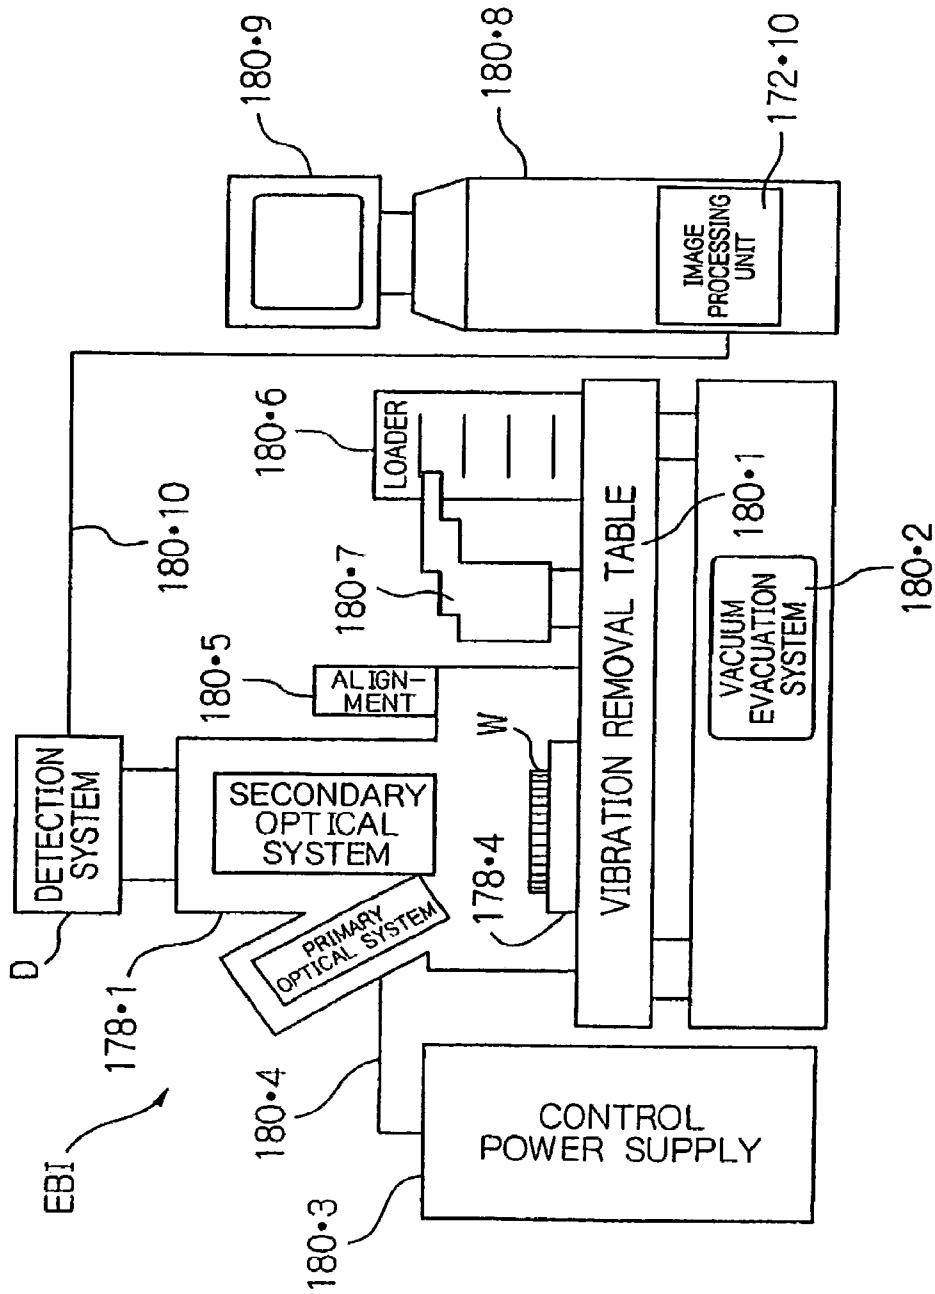 180•9
180•8
172•10
IMAGE
PROCESSING
UNIT
180•10
180•6
LOADER
180•7
180•5
ALIGN-
MENT
DETECTION
SYSTEM
D
SECONDARY
OPTICAL
SYSTEM
178•1
PRIMARY
OPTICAL SYSTEM
W
178•4
VIBRATION REMOVAL TABLE
180•1
VACUUM
EVACUATION
SYSTEM
180•2
EBI
180•4
CONTROL
POWER SUPPLY
180•3